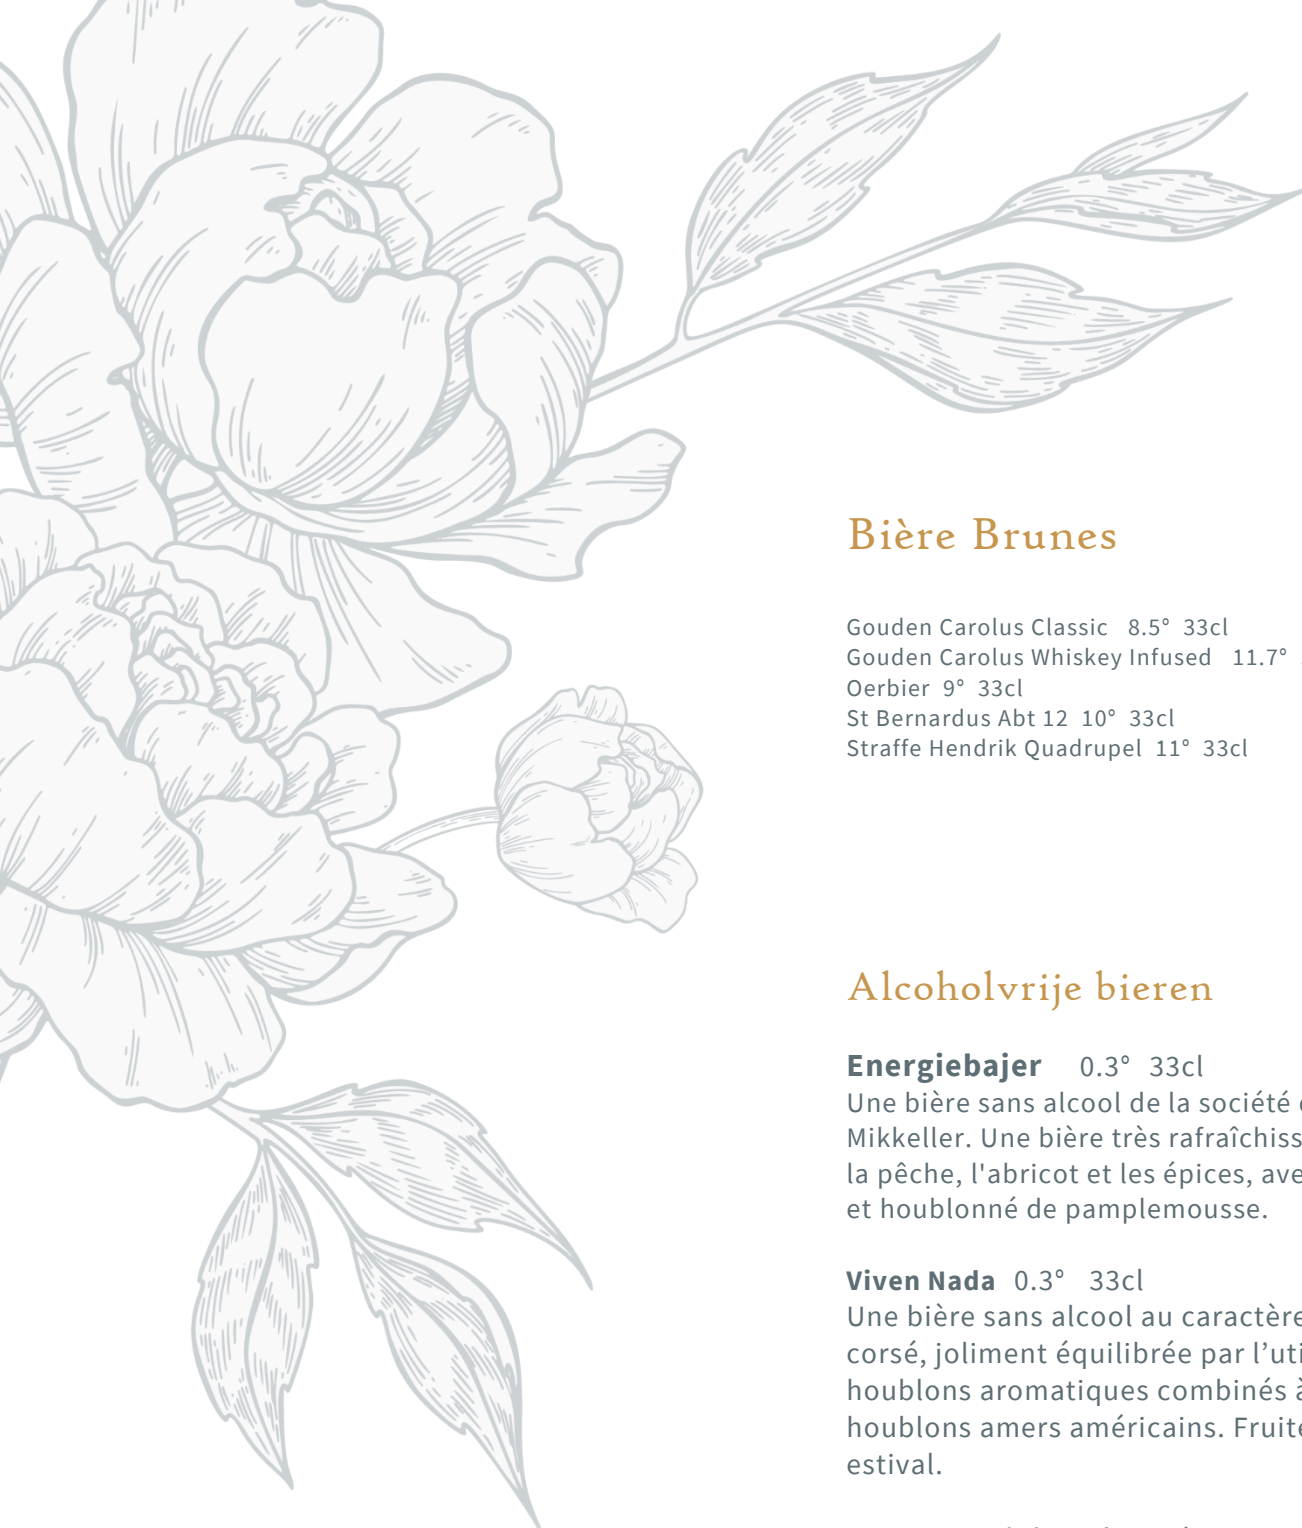 Bière Brunes
Gouden Carolus Classic 8.5° 33cl
Gouden Carolus Whiskey Infused 11.7°
Oerbier 9° 33cl
St Bernardus Abt 12 10° 33cl
Straffe Hendrik Quadrupel 11° 33cl
Alcoholvrije bieren
Energiebajer 0.3° 33cl
Une bière sans alcool de la société
Mikkeller. Une bière très rafraîchiss
la pêche, l'abricot et les épices, ave
et houblonné de pamplemousse.
Viven Nada 0.3° 33cl
Une bière sans alcool au caractère
corsé, joliment équilibrée par l’uti
houblons aromatiques combinés à
houblons amers américains. Fruité
estival.